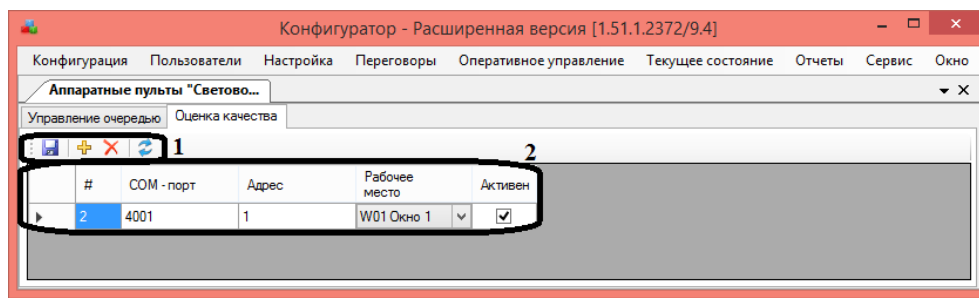 Конфигуратор - Расширенная версия [1.51.1.2372/9.4]
Конфигурация Пользователи Настройка Переговоры Оперативное управление Текущее состояние Отчеты Сервис Окно
Аппаратные пульты "Светово...
Управление очередью Оценка качества
1
2
# COM - порт Адрес Рабочее место Активен
2 4001 1 W01 Окно 1